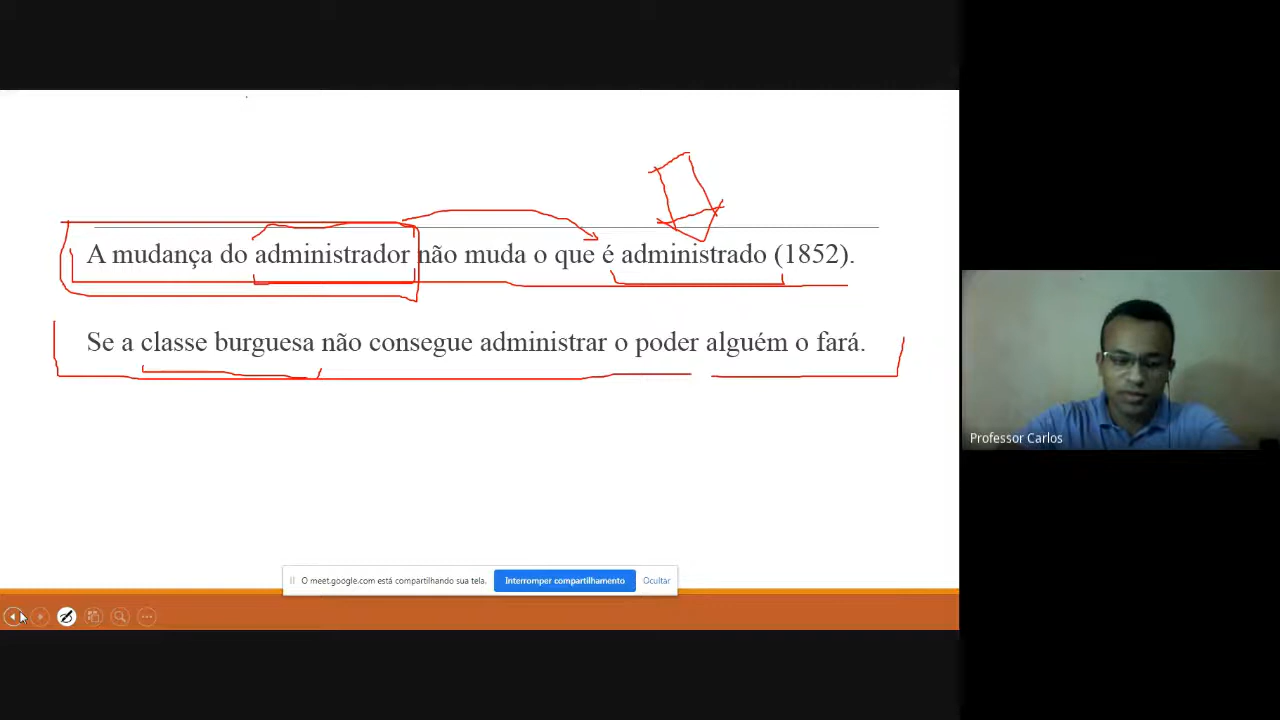 A mudança do administrador não muda o que é administrado (1852).
Se a classe burguesa não consegue administrar o poder alguém o fará.
Professor Carlos
O meet.google.com está compartilhando sua tela.
Interromper compartilhamento
Ocultar